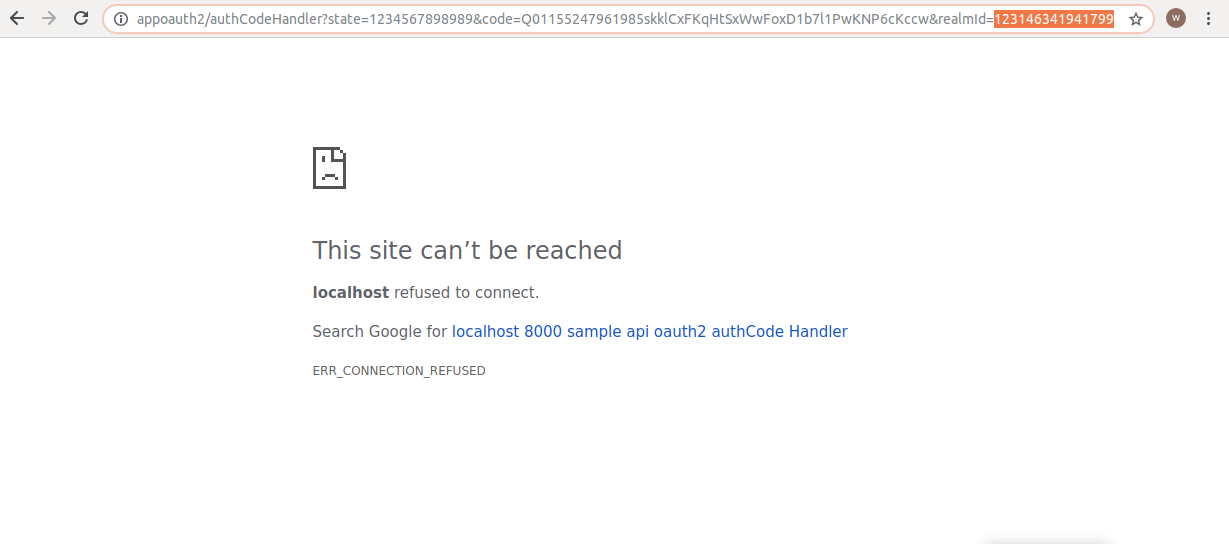 appoauth2/authCodeHandler?state=1234567898989&code=Q01155247961985skklCxFKqHtSxWwFoxD1b7l1PwKNP6cKccw&realmId=123146341941799
W
This site can’t be reached
localhost refused to connect.
Search Google for localhost 8000 sample api oauth2 authCode Handler
ERR_CONNECTION_REFUSED